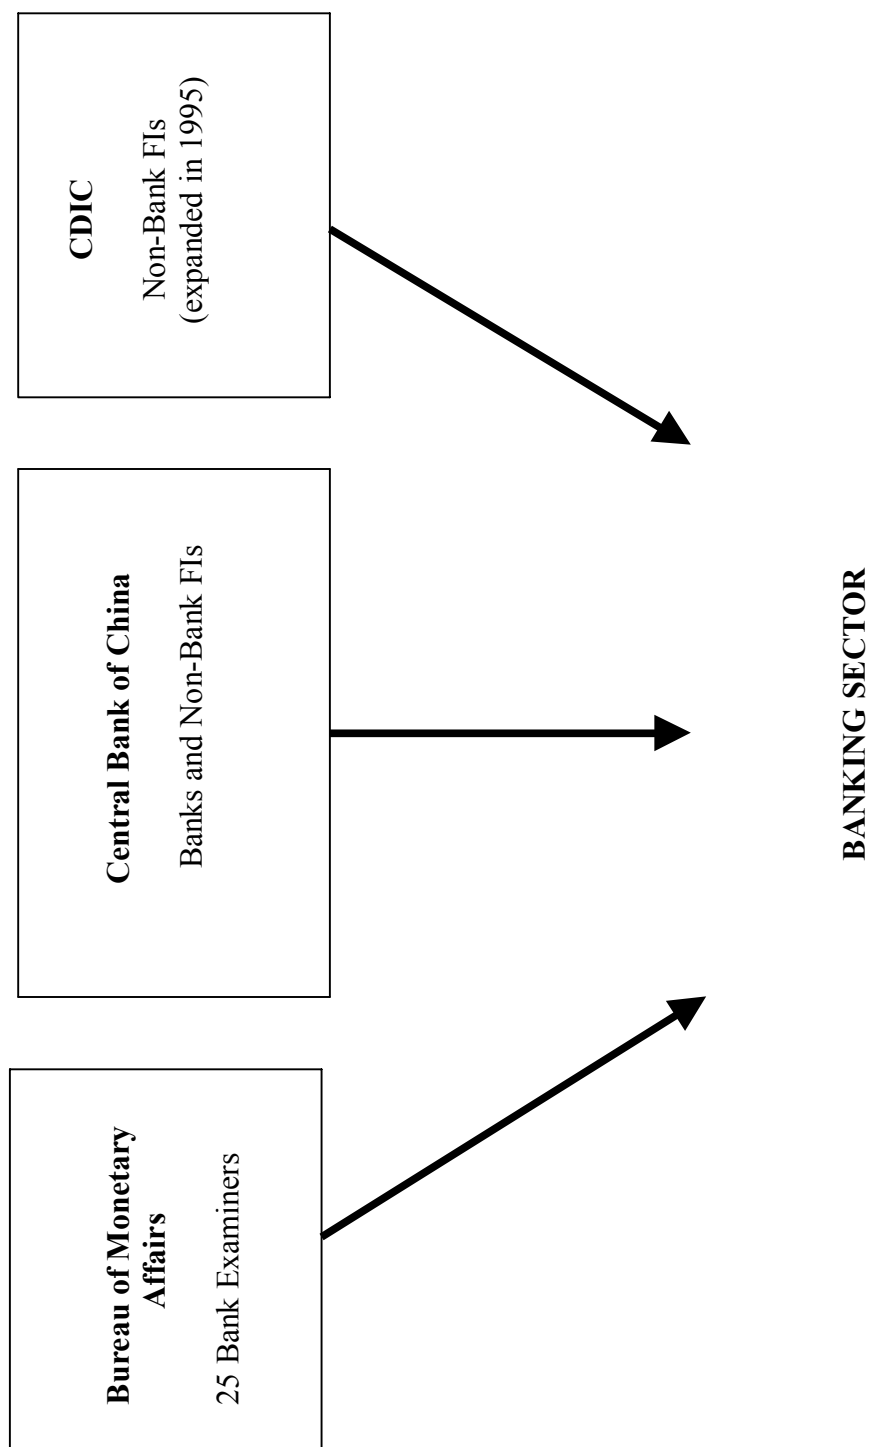 Bureau of Monetary
Affairs
25 Bank Examiners
Central Bank of China
Banks and Non-Bank FIs
CDIC
Non-Bank FIs
(expanded in 1995)
BANKING SECTOR